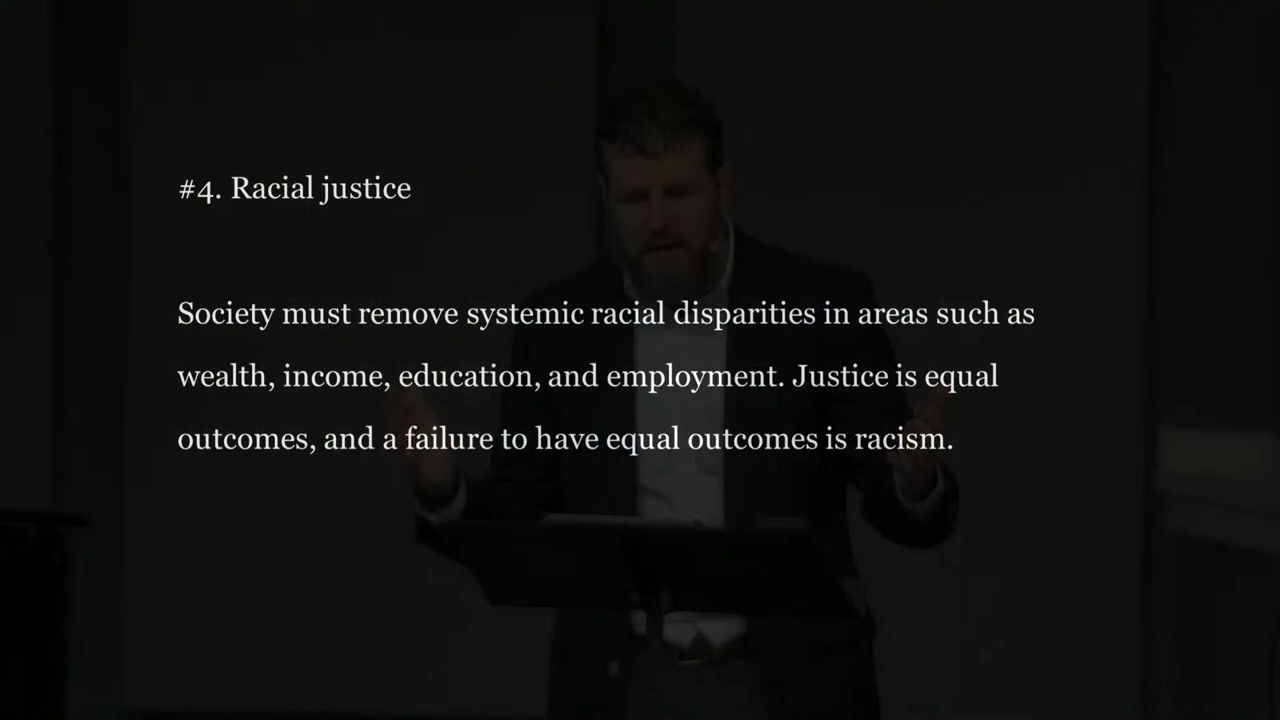 #4. Racial justice
Society must remove systemic racial disparities in areas such as
wealth, income, education, and employment. Justice is equal
outcomes, and a failure to have equal outcomes is racism.